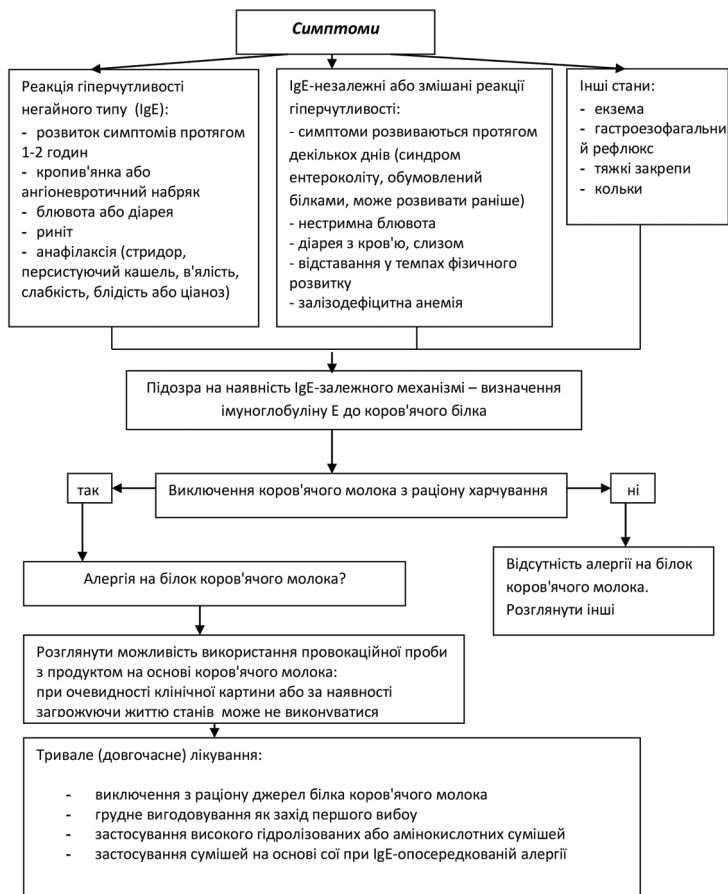 Симптоми
Реакція гіперчутливості
негайного типу (IgE):
- розвиток симптомів протягом
1-2 годин
- кропив'янка або
ангіоневротичний набряк
- блювота або діарея
- риніт
- анафілаксія (стридор,
персистуючий кашель, в'ялість,
слабкість, блідість або ціаноз)
IgE-незалежні або змішані реакції
гіперчутливості:
- симптоми розвиваються протягом
декількох днів (синдром
ентероколіту, обумовлений
білками, може розвивати раніше)
- нестримна блювота
- діарея з кров'ю, слизом
- відставання у темпах фізичного
розвитку
- залізодефіцитна анемія
Інші стани:
- екзема
- гастроезофагальни
й рефлюкс
- тяжкі закрепи
- кольки
Підозра на наявність IgE-залежного механізмі – визначення
імуноглобуліну Е до коров'ячого білка
так
Виключення коров'ячого молока з раціону харчування
ні
Алергія на білок коров'ячого молока?
Відсутність алергії на білок
коров'ячого молока.
Розглянути інші
Розглянути можливість використання провокаційної проби
з продуктом на основі коров'ячого молока:
при очевидності клінічної картини або за наявності
загрожуючи життю станів може не виконуватися
Тривале (довгочасне) лікування:
- виключення з раціону джерел білка коров'ячого молока
- грудне вигодовування як захід першого вибоу
- застосування високого гідролізованих або амінокислотних сумішей
- застосування сумішей на основі сої при IgE-опосередкованій алергії